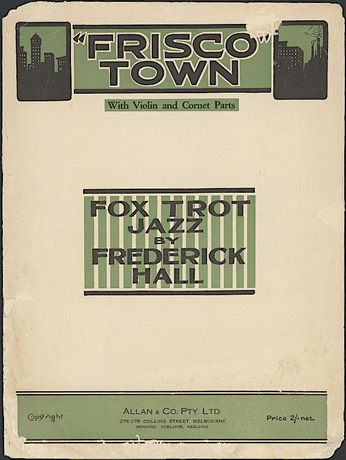 "FRISCO"
TOWN
With Violin and Cornet Parts
FOX TROT
JAZZ
BY
FREDERICK
HALL
Copyright
ALLAN & CO. PTY. LTD.
276-278 COLLINS STREET, MELBOURNE
BENDIGO, ADELAIDE, GEELONG
Price 2/- net.